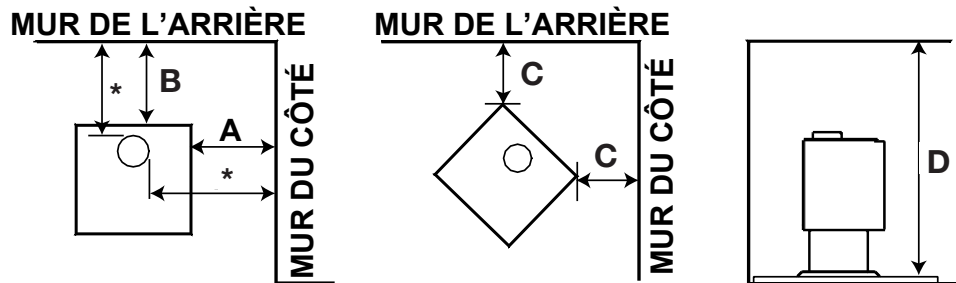 MUR DE L'ARRIÈRE
*
B
A
*
MUR DU CÔTÉ
MUR DE L'ARRIÈRE
C
C
MUR DU CÔTÉ
D